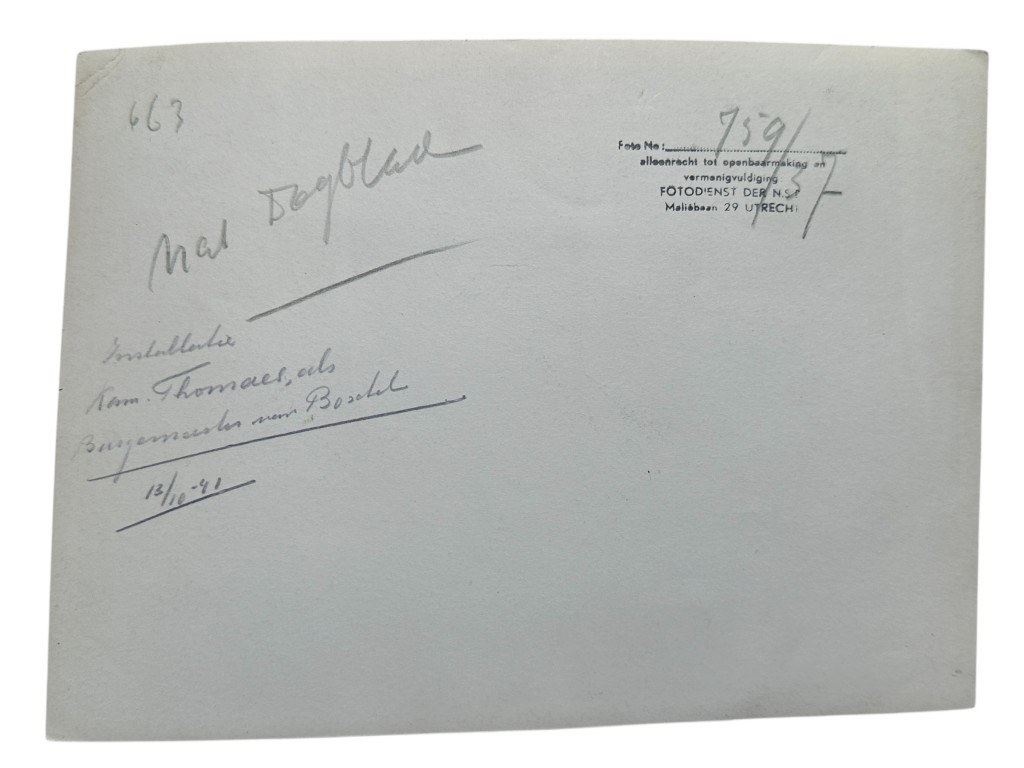 663
Nat Dagblad
Foto No:
759/37
alleenrecht tot openbaarmaking en
vermenigvuldiging
FOTODIENST DER N.S.B
Maliebaan 29 UTRECHT
Installatie
Kam. Thomaes, als
Burgemeester van Boxtel
13/10-41